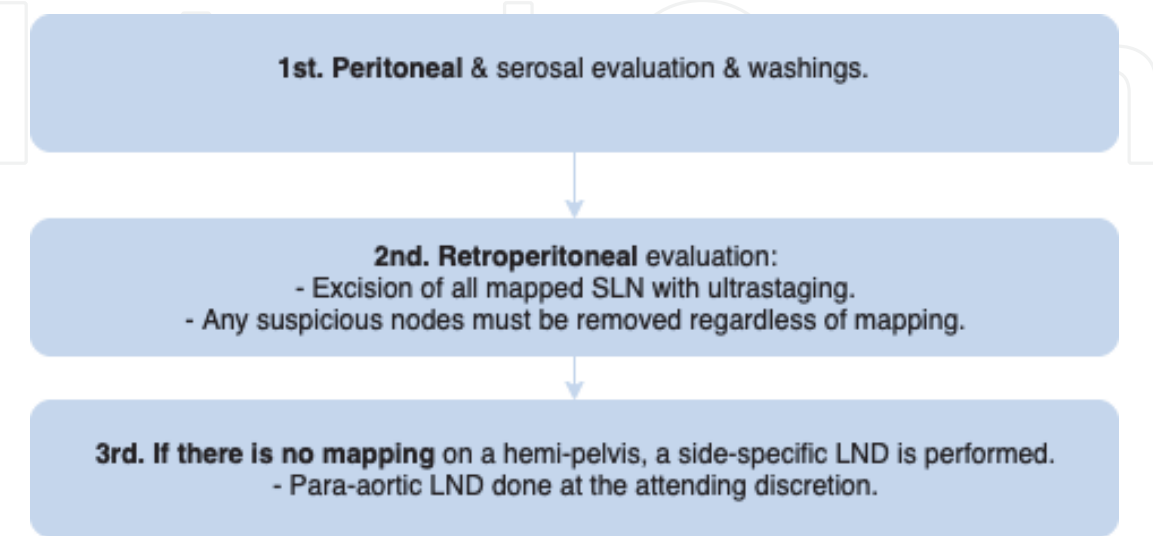 1st. Peritoneal & serosal evaluation & washings.
2nd. Retroperitoneal evaluation:
- Excision of all mapped SLN with ultrastaging.
- Any suspicious nodes must be removed regardless of mapping.
3rd. If there is no mapping on a hemi-pelvis, a side-specific LND is performed.
- Para-aortic LND done at the attending discretion.